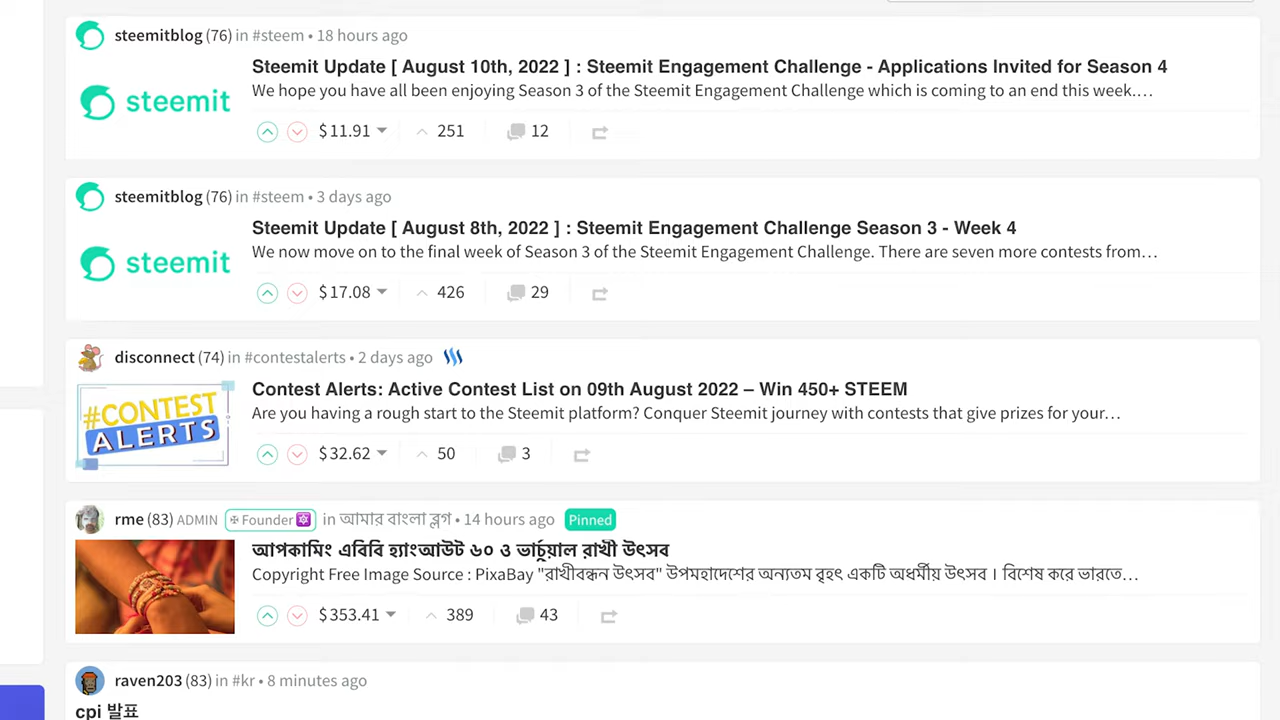 steemitblog (76) in #steem • 18 hours ago
Steemit Update [ August 10th, 2022 ] : Steemit Engagement Challenge - Applications Invited for Season 4
steemit
We hope you have all been enjoying Season 3 of the Steemit Engagement Challenge which is coming to an end this week.…
$11.91 251 12
steemitblog (76) in #steem • 3 days ago
Steemit Update [ August 8th, 2022 ] : Steemit Engagement Challenge Season 3 - Week 4
steemit
We now move on to the final week of Season 3 of the Steemit Engagement Challenge. There are seven more contests from…
$17.08 426 29
disconnect (74) in #contestalerts • 2 days ago
Contest Alerts: Active Contest List on 09th August 2022 – Win 450+ STEEM
#CONTEST
ALERTS
Are you having a rough start to the Steemit platform? Conquer Steemit journey with contests that give prizes for your…
$32.62 50 3
rme (83) ADMIN ✠ Founder🔯 in আমার বাংলা ব্লগ • 14 hours ago Pinned
আপকামিং এবিবি হ্যাংআউট ৬০ ও ভার্চুয়াল রাখী উৎসব
Copyright Free Image Source : PixaBay "রাখীবন্ধন উৎসব" উপমহাদেশের অন্যতম বৃহৎ একটি অধর্মীয় উৎসব । বিশেষ করে ভারতে…
$353.41 389 43
raven203 (83) in #kr • 8 minutes ago
cpi 발표